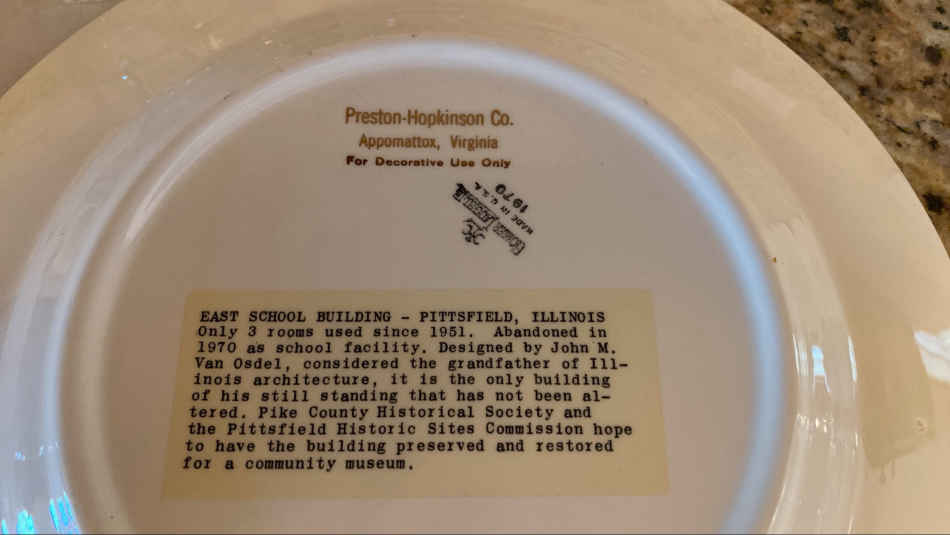 Preston-Hopkinson Co.
Appomattox, Virginia
For Decorative Use Only
MADE IN U.S.A.
1970
EAST SCHOOL BUILDING - PITTSFIELD, ILLINOIS
Only 3 rooms used since 1951. Abandoned in
1970 as school facility. Designed by John M.
Van Osdel, considered the grandfather of Ill-
inois architecture, it is the only building
of his still standing that has not been al-
tered. Pike County Historical Society and
the Pittsfield Historic Sites Commission hope
to have the building preserved and restored
for a community museum.